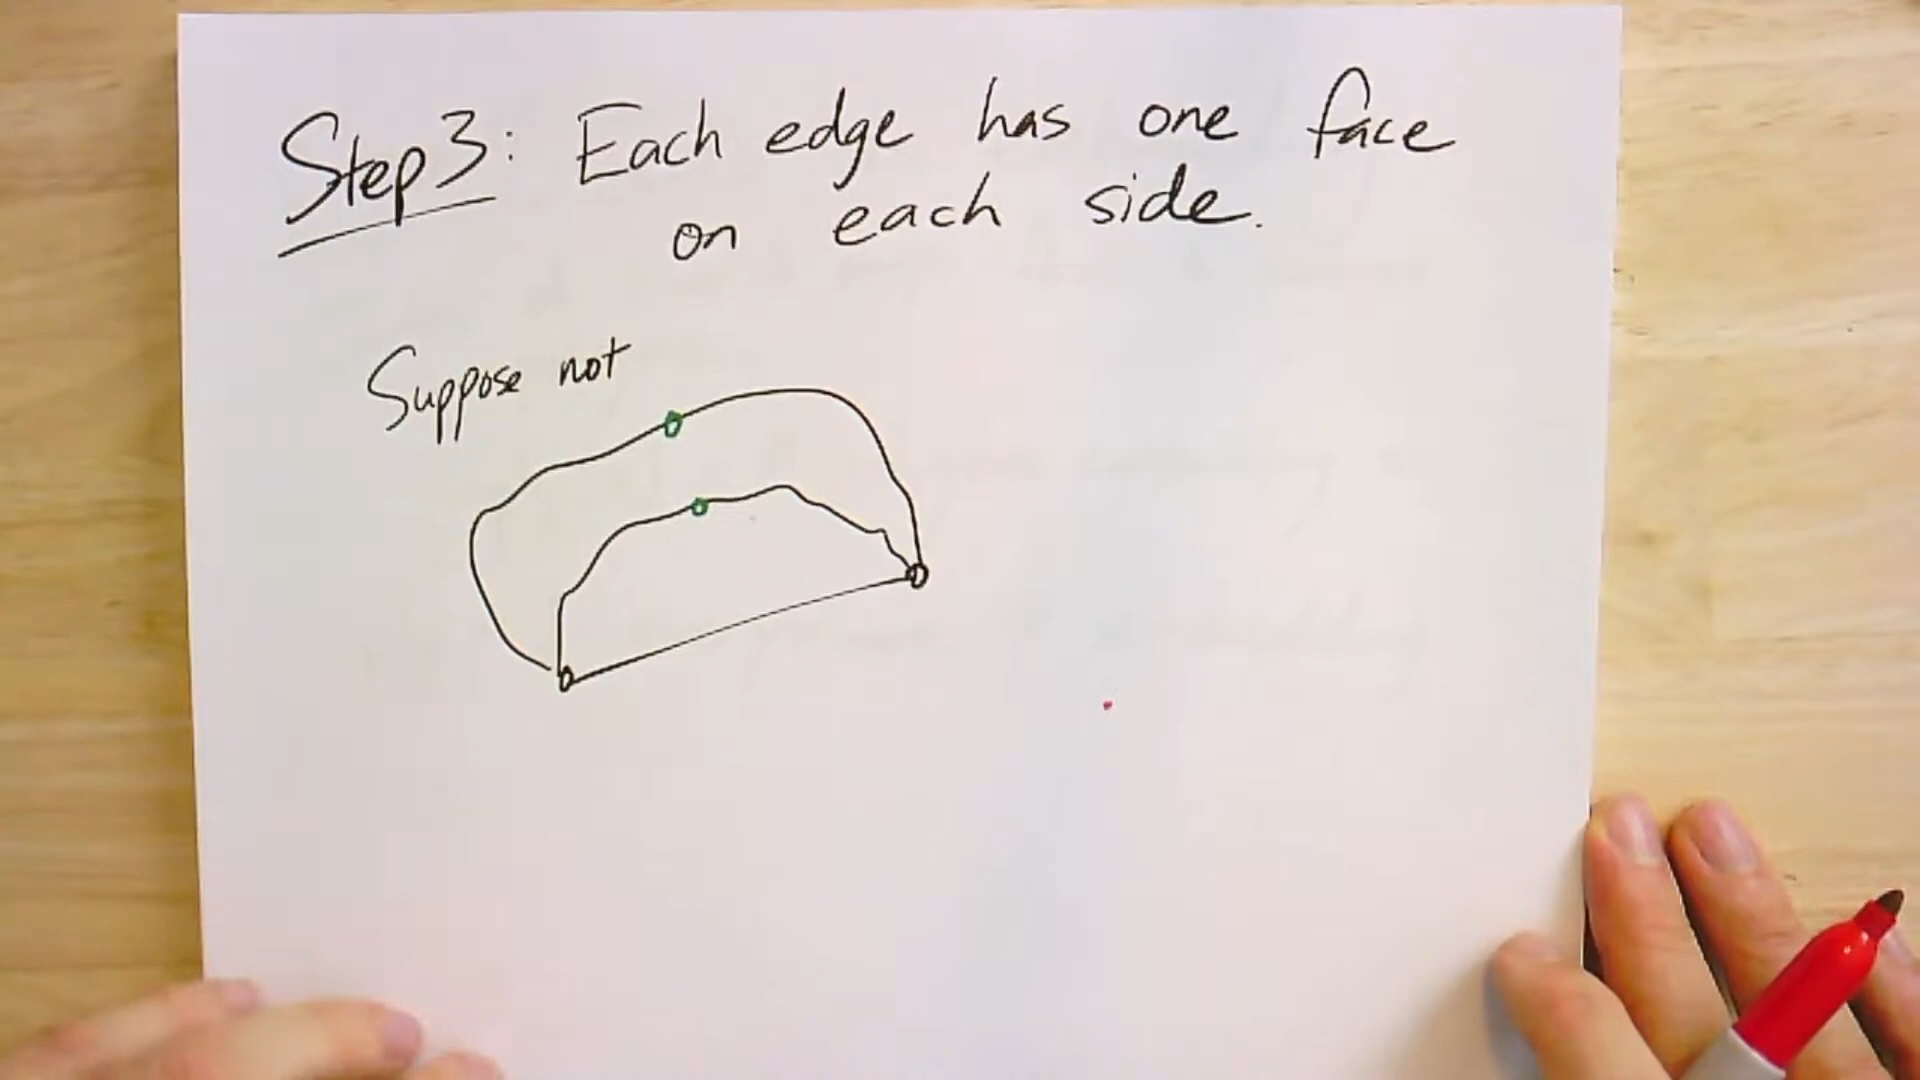 Step 3: Each edge has one face
on each side.
Suppose not